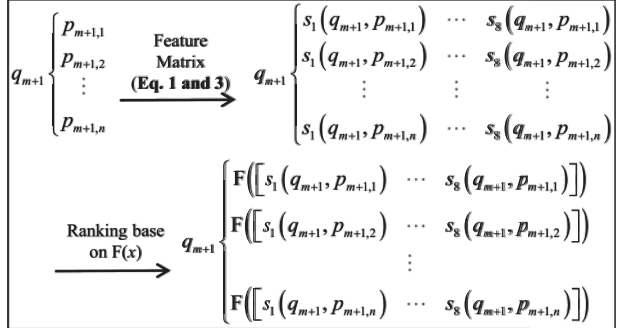 q_{m+1} { p_{m+1,1}
p_{m+1,2}
⋮
p_{m+1,n}
Feature
Matrix
(Eq. 1 and 3)
q_{m+1} { s_1(q_{m+1}, p_{m+1,1}) ⋯ s_8(q_{m+1}, p_{m+1,1})
s_1(q_{m+1}, p_{m+1,2}) ⋯ s_8(q_{m+1}, p_{m+1,2})
⋮ ⋮ ⋮
s_1(q_{m+1}, p_{m+1,n}) ⋯ s_8(q_{m+1}, p_{m+1,n})
Ranking base
on F(x)
q_{m+1} { F([s_1(q_{m+1}, p_{m+1,1}) ⋯ s_8(q_{m+1}, p_{m+1,1})])
F([s_1(q_{m+1}, p_{m+1,2}) ⋯ s_8(q_{m+1}, p_{m+1,2})])
⋮
F([s_1(q_{m+1}, p_{m+1,n}) ⋯ s_8(q_{m+1}, p_{m+1,n})])